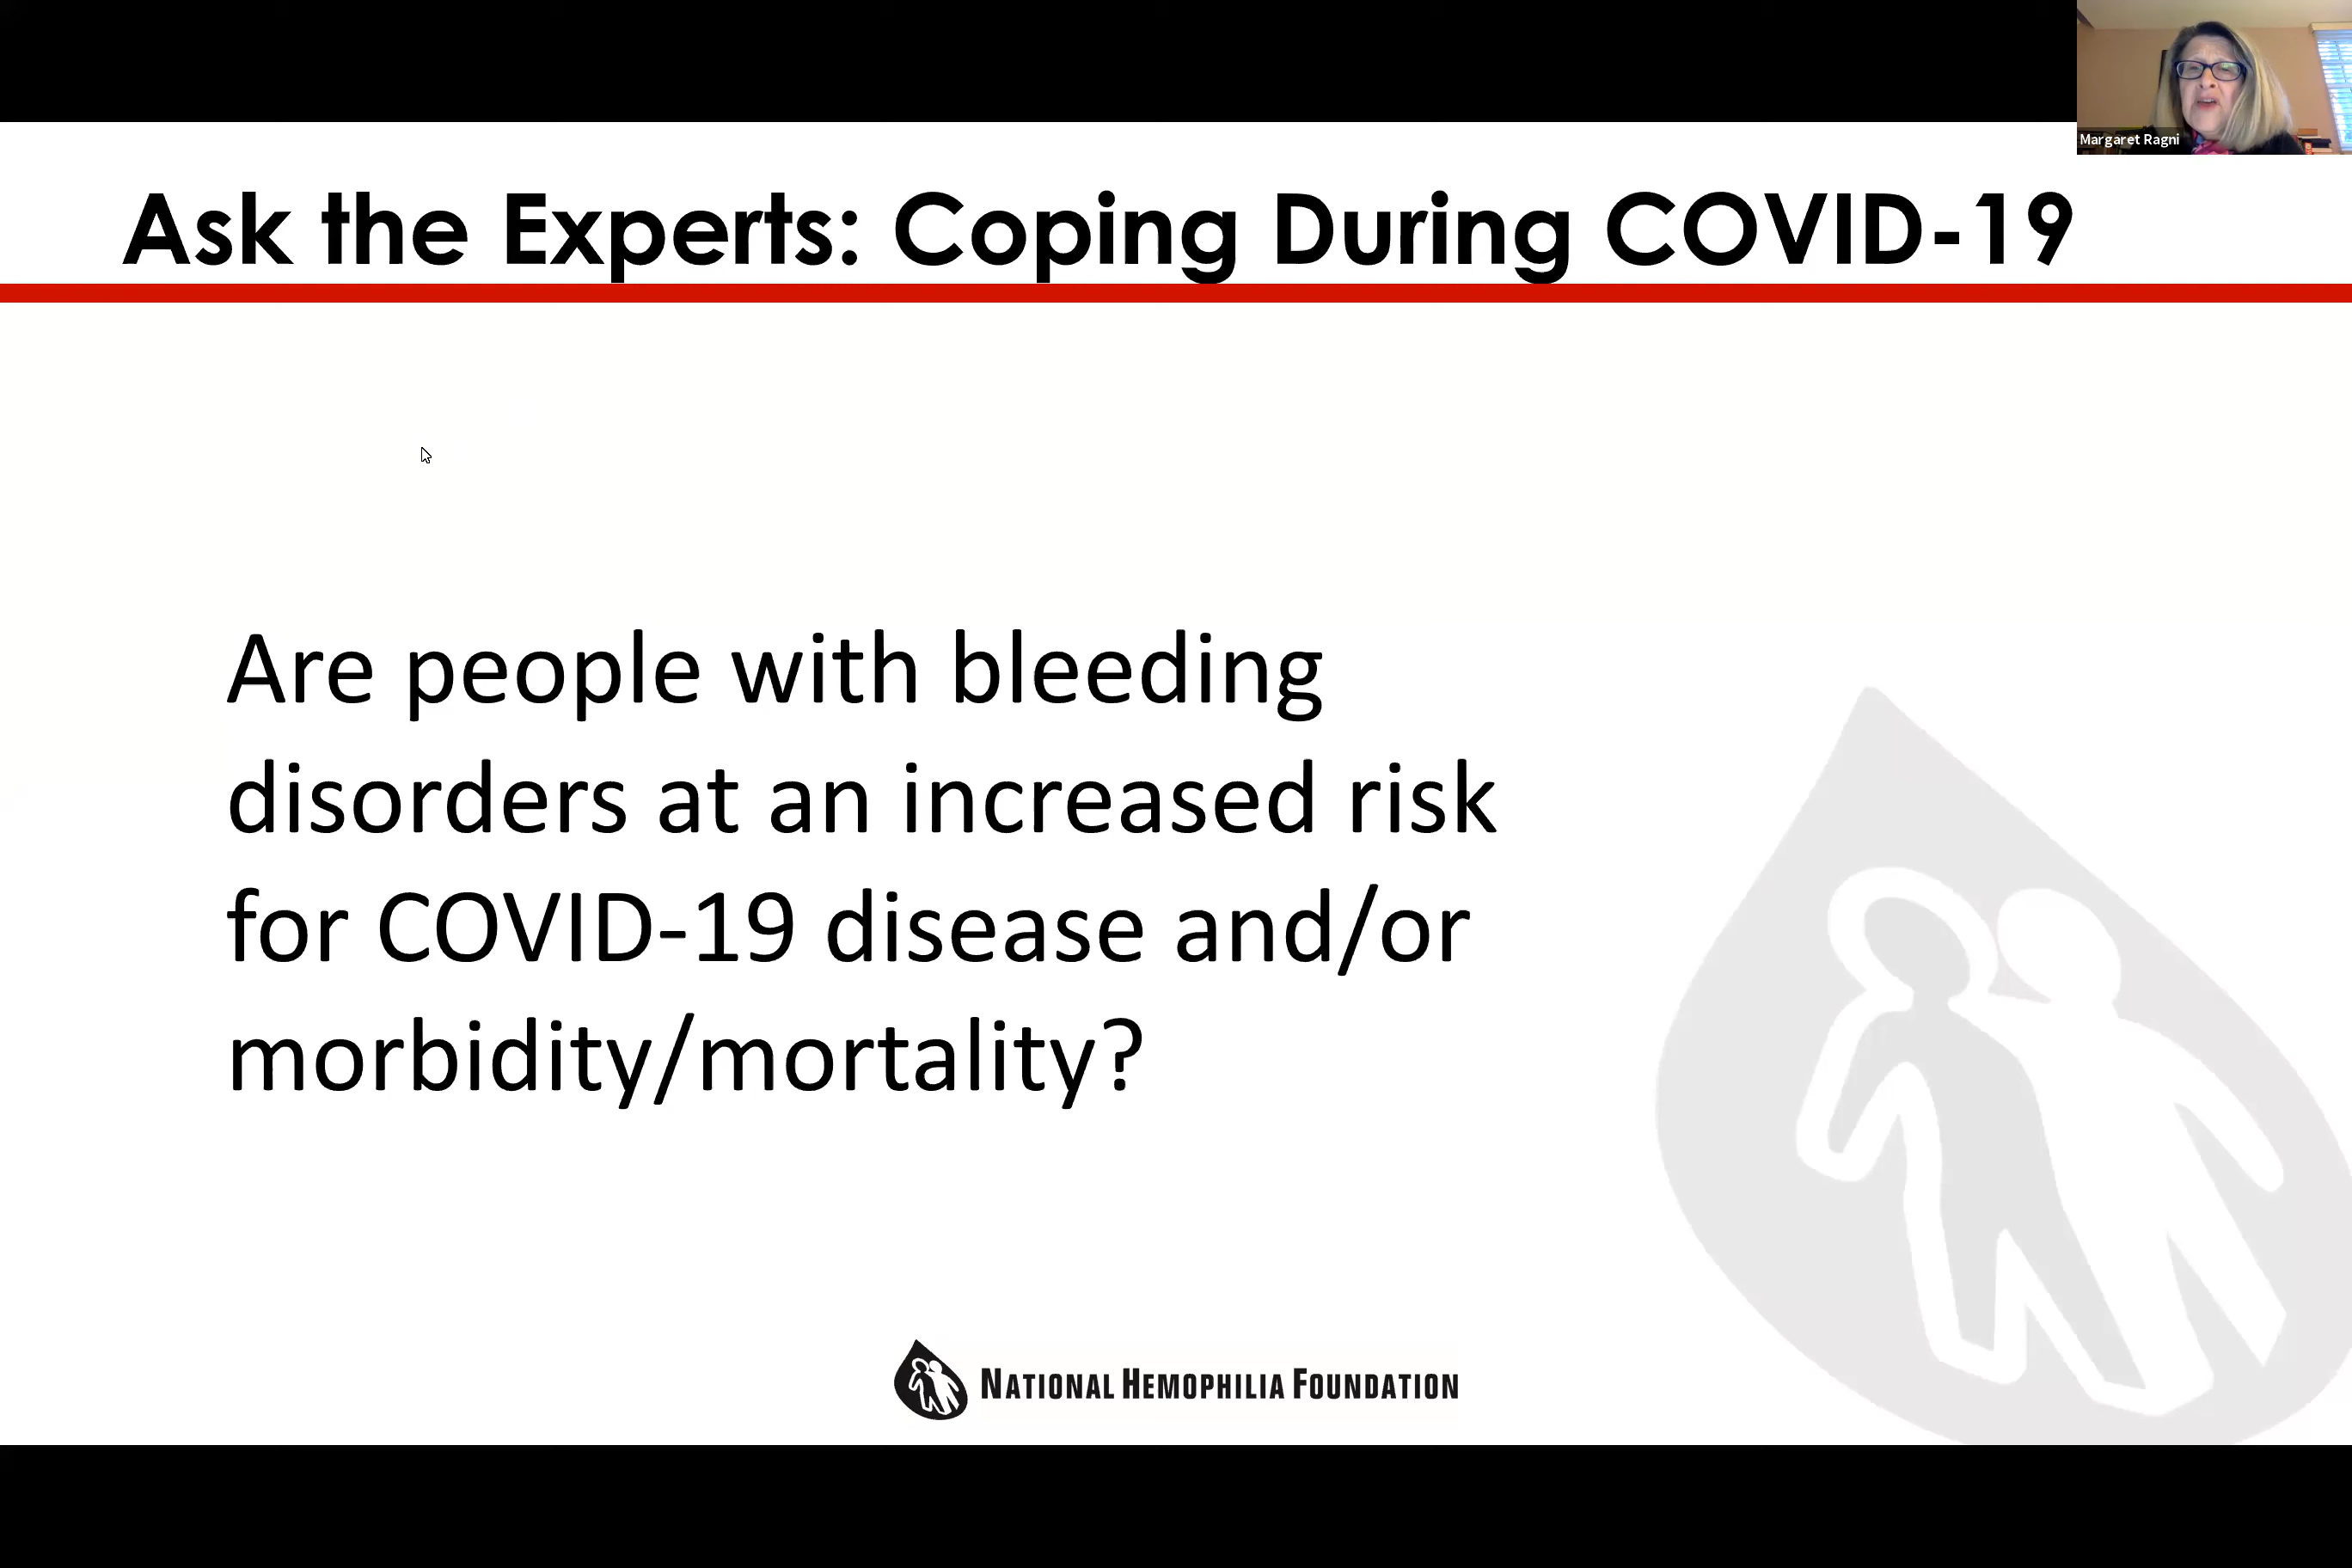 Margaret Ragni
Ask the Experts: Coping During COVID-19
Are people with bleeding
disorders at an increased risk
for COVID-19 disease and/or
morbidity/mortality?
NATIONAL HEMOPHILIA FOUNDATION